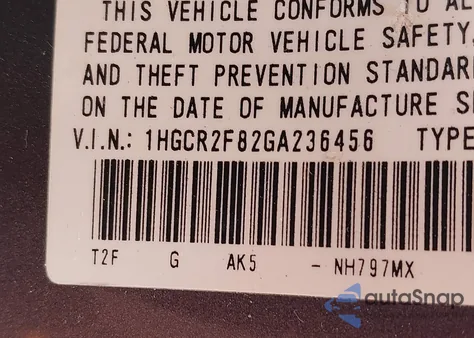 THIS VEHICLE CONFORMS TO
FEDERAL MOTOR VEHICLE SAFETY,
AND THEFT PREVENTION STANDAR
ON THE DATE OF MANUFACTURE
V.I.N.: 1HGCR2F82GA236456 TYPE
T2F G AK5 - NH797MX
autoSnap